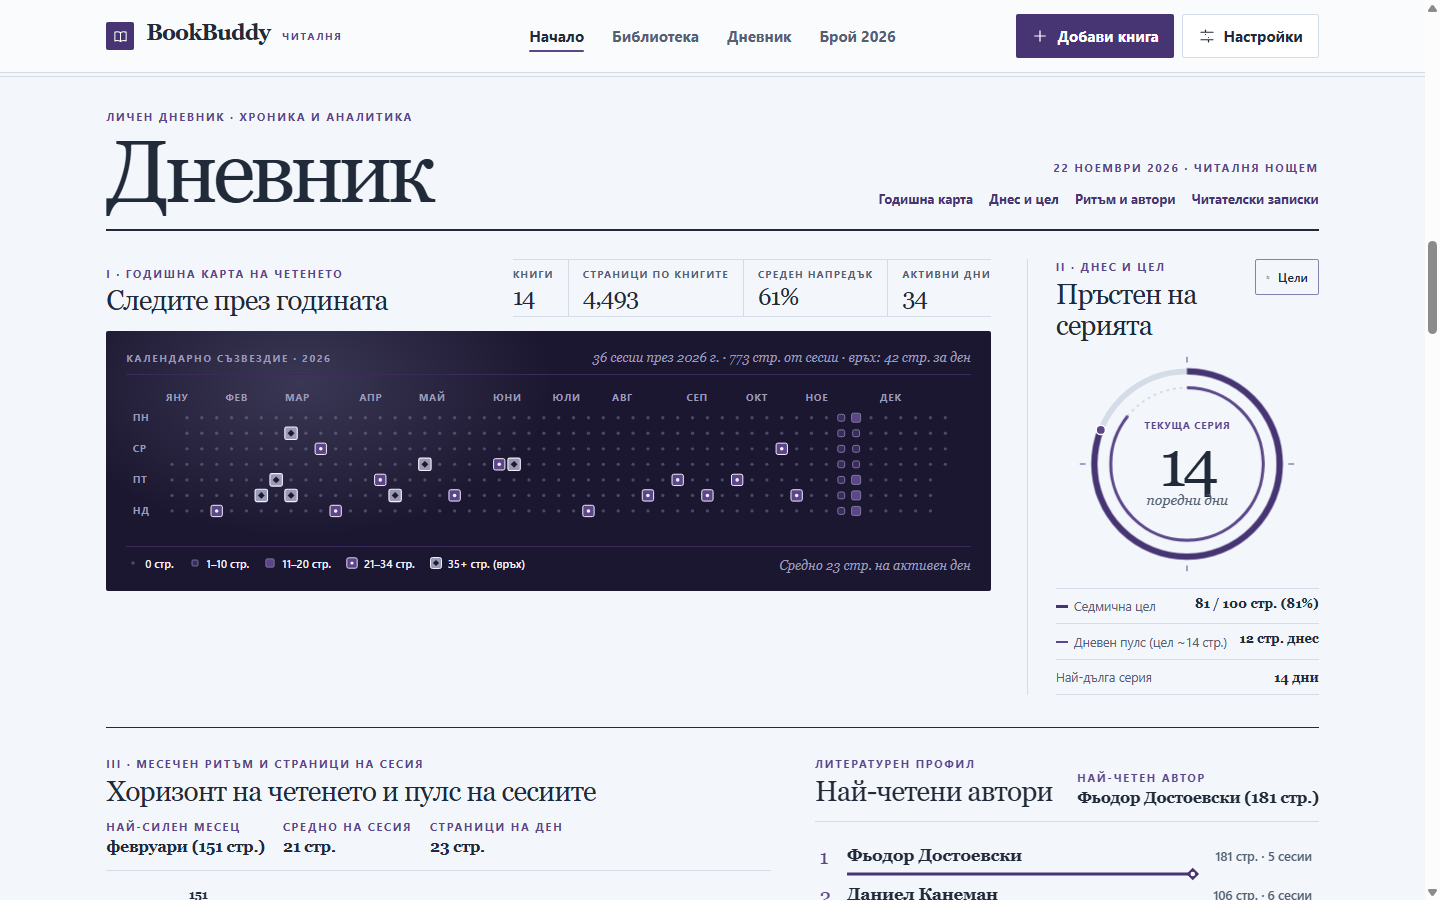 BookBuddy ЧИТАЛНЯ
Начало Библиотека Дневник Брой 2026
Добави книга Настройки
ЛИЧЕН ДНЕВНИК · ХРОНИКА И АНАЛИТИКА
Дневник
22 НОЕМВРИ 2026 · ЧИТАЛНЯ НОЩЕМ
Годишна карта Днес и цел Ритъм и автори Читателски записки
I · ГОДИШНА КАРТА НА ЧЕТЕНЕТО
Следите през годината
КНИГИ СТРАНИЦИ ПО КНИГИТЕ СРЕДЕН НАПРЕДЪК АКТИВНИ ДНИ
14 4,493 61% 34
КАЛЕНДАРНО СЪЗВЕЗДИЕ · 2026
36 сесии през 2026 г. · 773 стр. от сесии · връх: 42 стр. за ден
ЯНУ ФЕВ МАР АПР МАЙ ЮНИ ЮЛИ АВГ СЕП ОКТ НОЕ ДЕК
ПН
СР
ПТ
НД
0 стр. 1–10 стр. 11–20 стр. 21–34 стр. 35+ стр. (връх)
Средно 23 стр. на активен ден
II · ДНЕС И ЦЕЛ
Пръстен на
серията
Цели
ТЕКУЩА СЕРИЯ
14
поредни дни
Седмична цел 81 / 100 стр. (81%)
Дневен пулс (цел ~14 стр.) 12 стр. днес
Най-дълга серия 14 дни
III · МЕСЕЧЕН РИТЪМ И СТРАНИЦИ НА СЕСИЯ
Хоризонт на четенето и пулс на сесиите
НАЙ-СИЛЕН МЕСЕЦ СРЕДНО НА СЕСИЯ СТРАНИЦИ НА ДЕН
февруари (151 стр.) 21 стр. 23 стр.
151
ЛИТЕРАТУРЕН ПРОФИЛ
Най-четени автори
НАЙ-ЧЕТЕН АВТОР
Фьодор Достоевски (181 стр.)
1 Фьодор Достоевски 181 стр. · 5 сесии
2 Даниел Канеман 106 стр. · 6 сесии